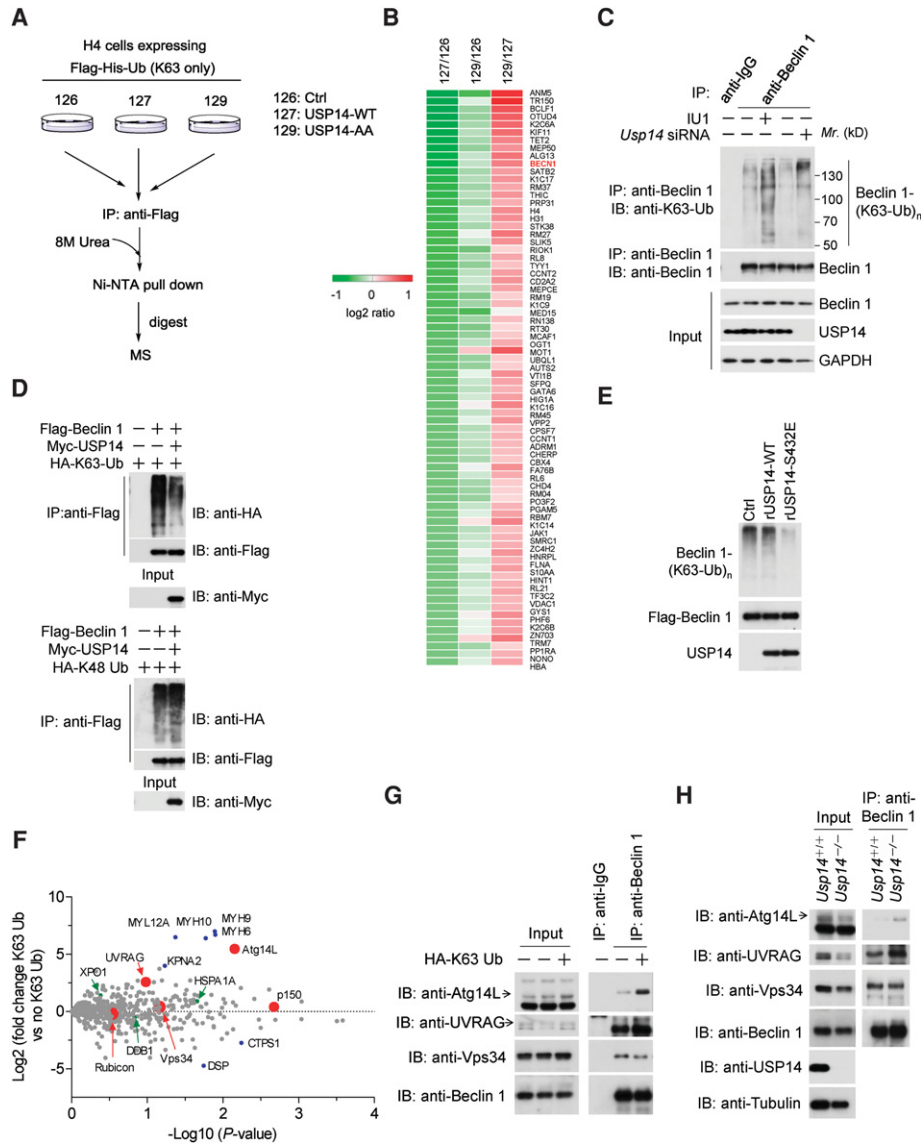 A
H4 cells expressing
Flag-His-Ub (K63 only)
126
127
129
126: Ctrl
127: USP14-WT
129: USP14-AA
IP: anti-Flag
8M Urea
Ni-NTA pull down
digest
MS
B
127/126
129/126
129/127
-1 0 1
log2 ratio
ANM5
TR150
BCLF1
OTUD4
K2C6A
KIF11
TET2
MEP50
ALG13
BECN1
SATB2
K1C17
RM37
THIC
PRP31
H4
H31
STK38
RM27
SLIK5
RIOK1
RL8
TYY1
CCNT2
CD2A2
MEPCE
RM19
K1C9
MED15
RN138
RT30
MCAF1
OGT1
MOT1
UBQL1
AUTS2
VTI1B
SFPQ
GATA6
HIG1A
K1C16
RM45
VPP2
CPSF7
CCNT1
ADRM1
CHERP
CBX4
FA76B
RL6
CHD4
RM04
PO3F2
PGAM5
RBM7
K1C14
JAK1
SMRC1
ZC4H2
HNRPL
FLNA
S10AA
HINT1
RL21
TF3C2
VDAC1
GYS1
PHF6
K2C6B
ZN703
TRM7
PP1RA
NONO
HBA
C
anti-IgG
anti-Beclin 1
IP:
IU1 – – + – –
Usp14 siRNA – – – – +
Mr. (kD)
130
100
70
50
IP: anti-Beclin 1
IB: anti-K63-Ub
Beclin 1-
(K63-Ub)n
IP: anti-Beclin 1
IB: anti-Beclin 1
Beclin 1
Input
Beclin 1
USP14
GAPDH
D
Flag-Beclin 1 – + +
Myc-USP14 – – +
HA-K63-Ub + + +
IP:anti-Flag
IB: anti-HA
IB: anti-Flag
Input
IB: anti-Myc
Flag-Beclin 1 – + +
Myc-USP14 – – +
HA-K48 Ub + + +
IP: anti-Flag
IB: anti-HA
IB: anti-Flag
Input
IB: anti-Myc
E
Ctrl
rUSP14-WT
rUSP14-S432E
Beclin 1-
(K63-Ub)n
Flag-Beclin 1
USP14
F
Log2 (fold change K63 Ub
vs no K63 Ub)
10
5
0
-5
0 1 2 3 4
-Log10 (P-value)
MYL12A
MYH10
MYH9
MYH6
UVRAG
KPNA2
Atg14L
XPO1
HSPA1A
p150
Rubicon
DDB1
Vps34
DSP
CTPS1
G
Input
IP: anti-IgG
IP: anti-Beclin 1
HA-K63 Ub – – + – – +
IB: anti-Atg14L
IB: anti-UVRAG
IB: anti-Vps34
IB: anti-Beclin 1
H
Input
IP: anti-
Beclin 1
Usp14+/+
Usp14–/–
Usp14+/+
Usp14–/–
IB: anti-Atg14L
IB: anti-UVRAG
IB: anti-Vps34
IB: anti-Beclin 1
IB: anti-USP14
IB: anti-Tubulin